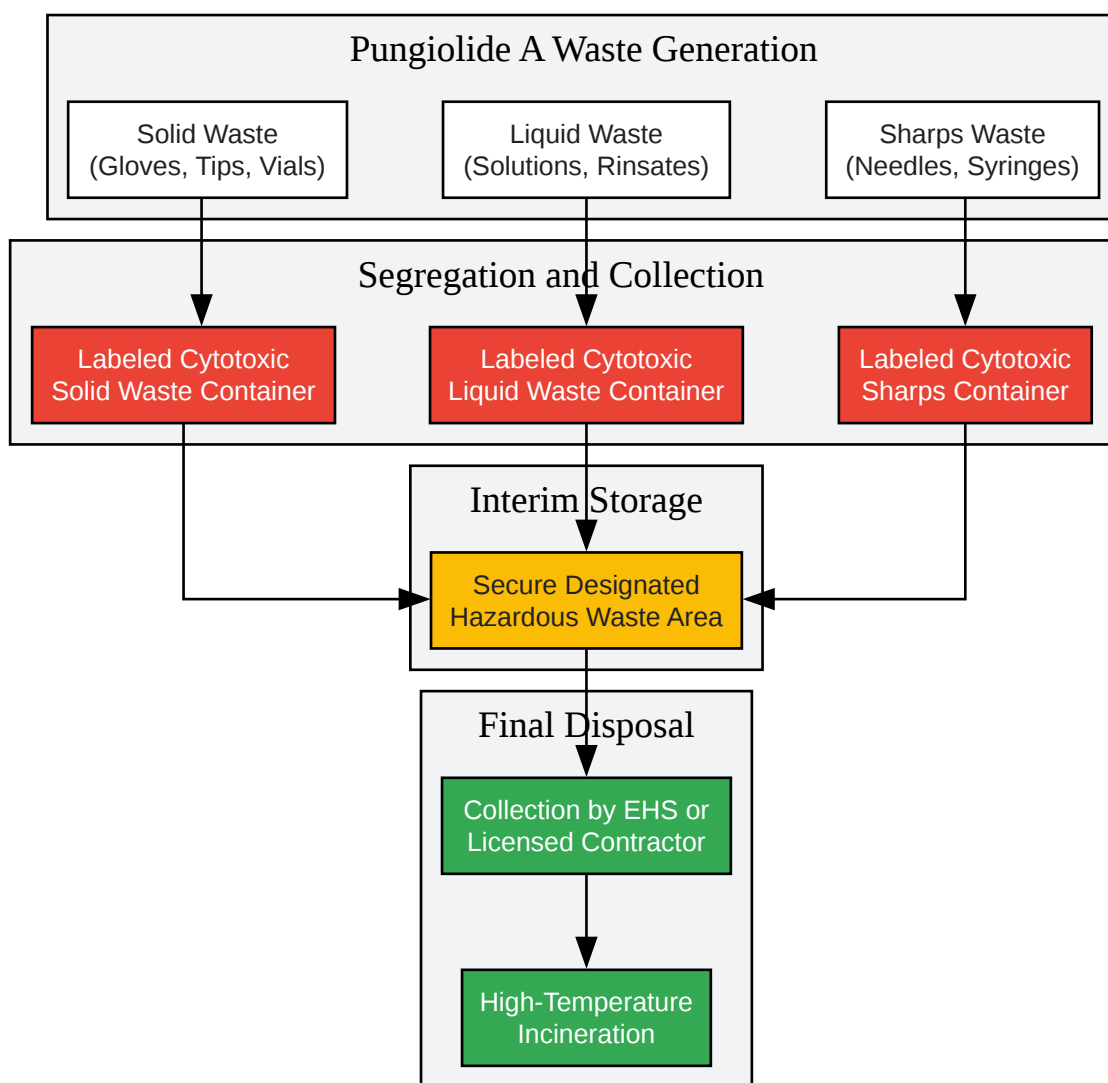 Pungiolide A Waste Generation
Solid Waste
(Gloves, Tips, Vials)
Liquid Waste
(Solutions, Rinsates)
Sharps Waste
(Needles, Syringes)
Segregation and Collection
Labeled Cytotoxic
Solid Waste Container
Labeled Cytotoxic
Liquid Waste Container
Labeled Cytotoxic
Sharps Container
Interim Storage
Secure Designated
Hazardous Waste Area
Final Disposal
Collection by EHS or
Licensed Contractor
High-Temperature
Incineration